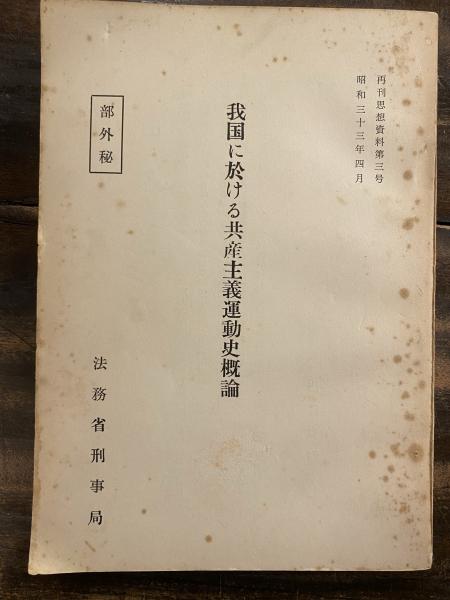 再刊思想資料第三号
昭和三十三年四月
我国に於ける共産主義運動史概論
部外秘
法務省刑事局